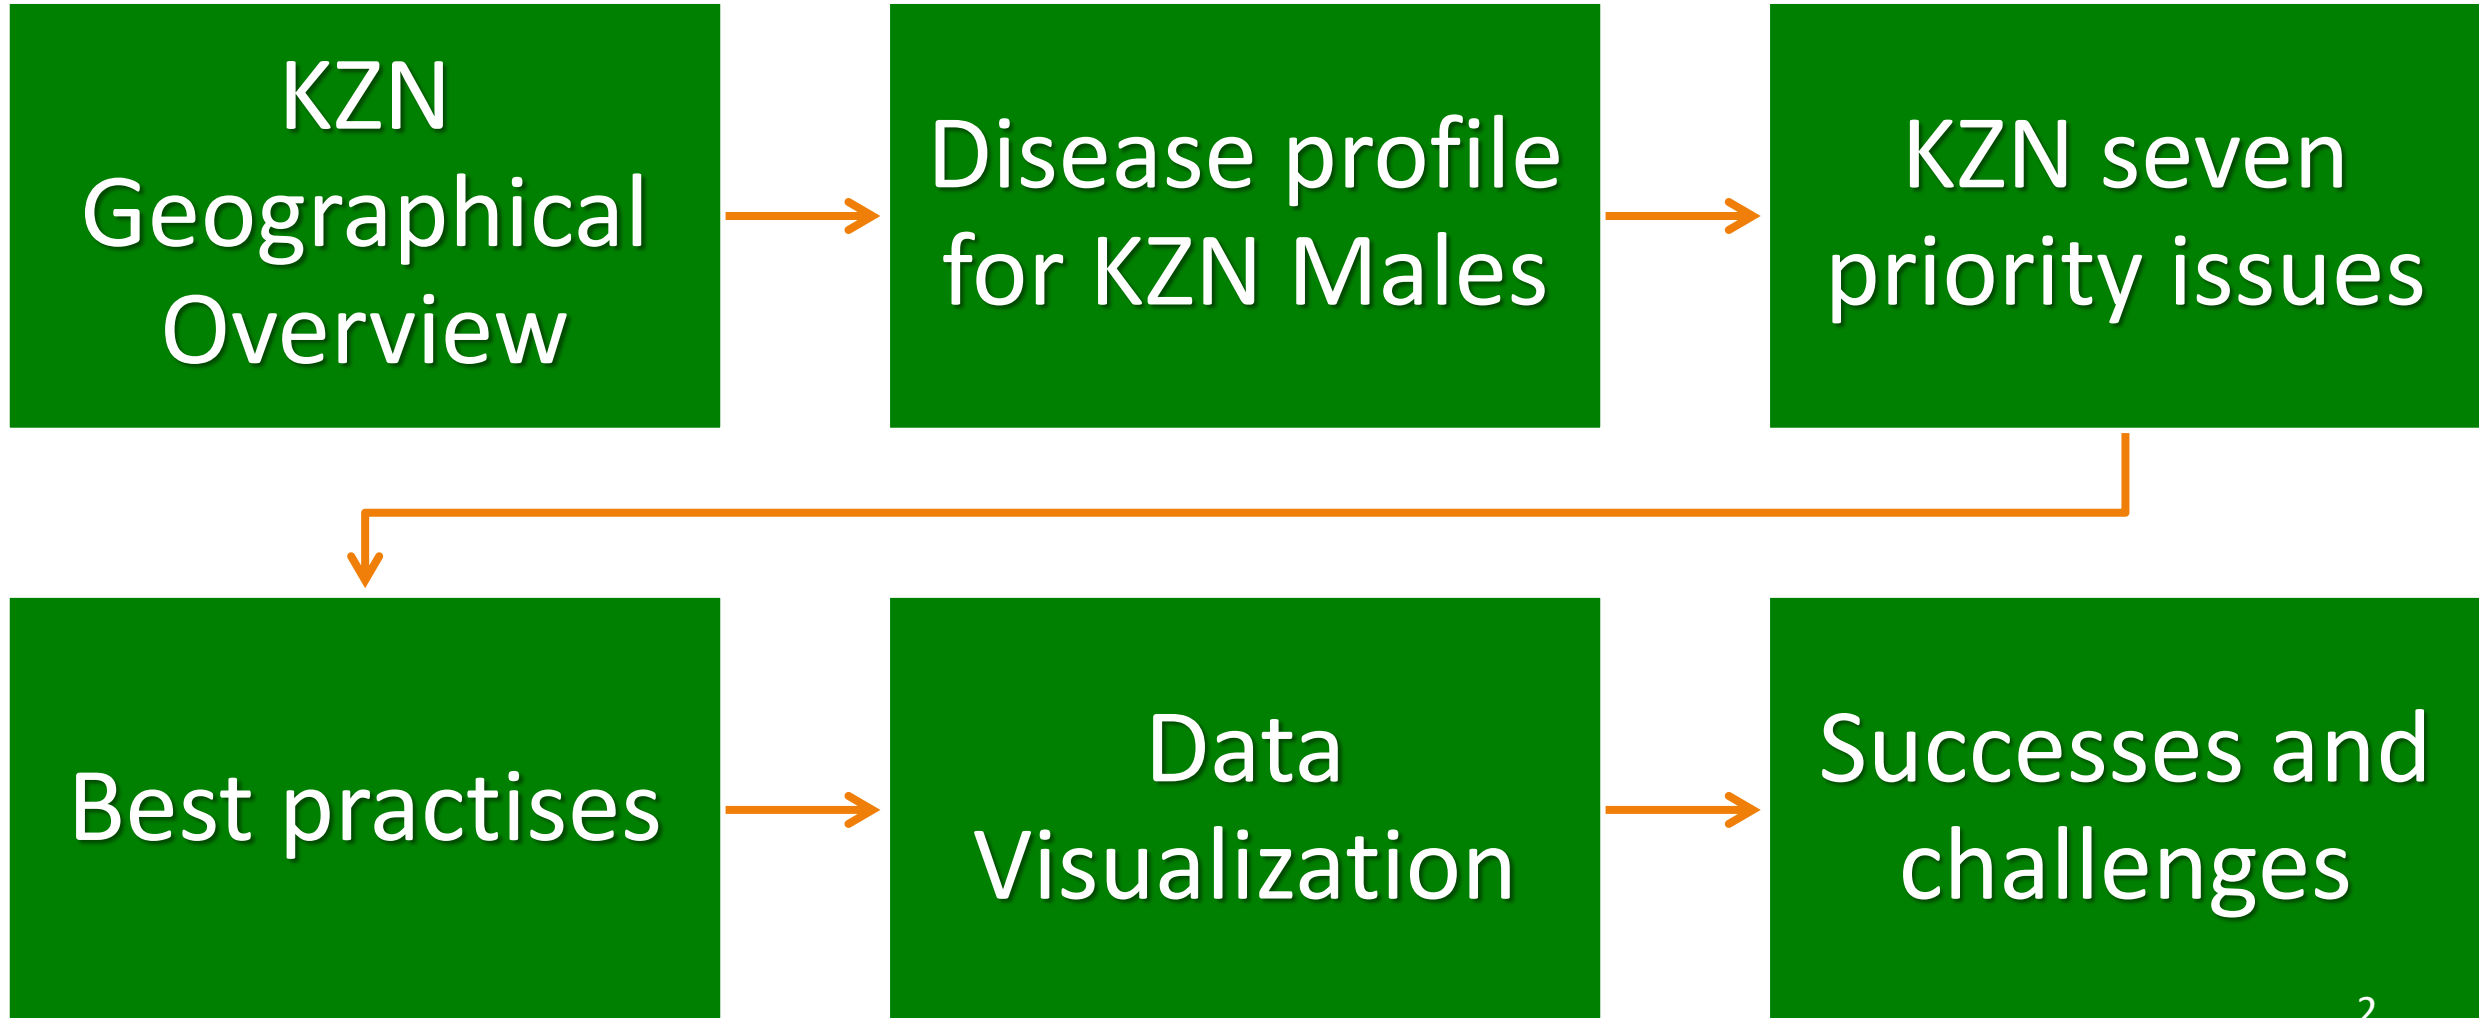 KZN
Geographical
Overview
Disease profile
for KZN Males
KZN seven
priority issues
Best practises
Data
Visualization
Successes and
challenges
2